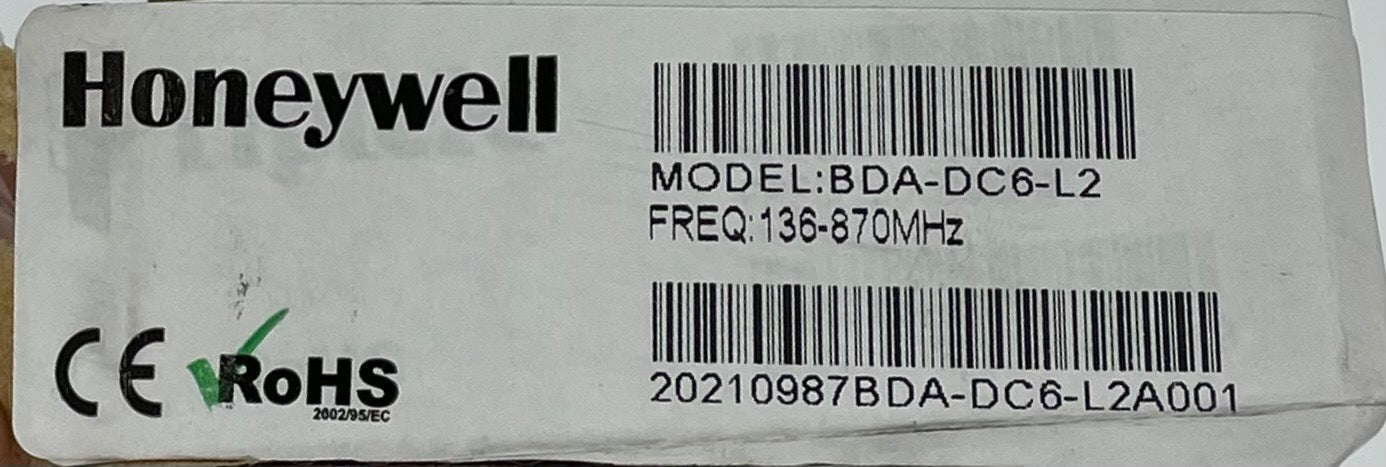 Honeywell
MODEL:BDA-DC6-L2
FREQ:136-870MHz
CE RoHS
2002/95/EC
20210987BDA-DC6-L2A001